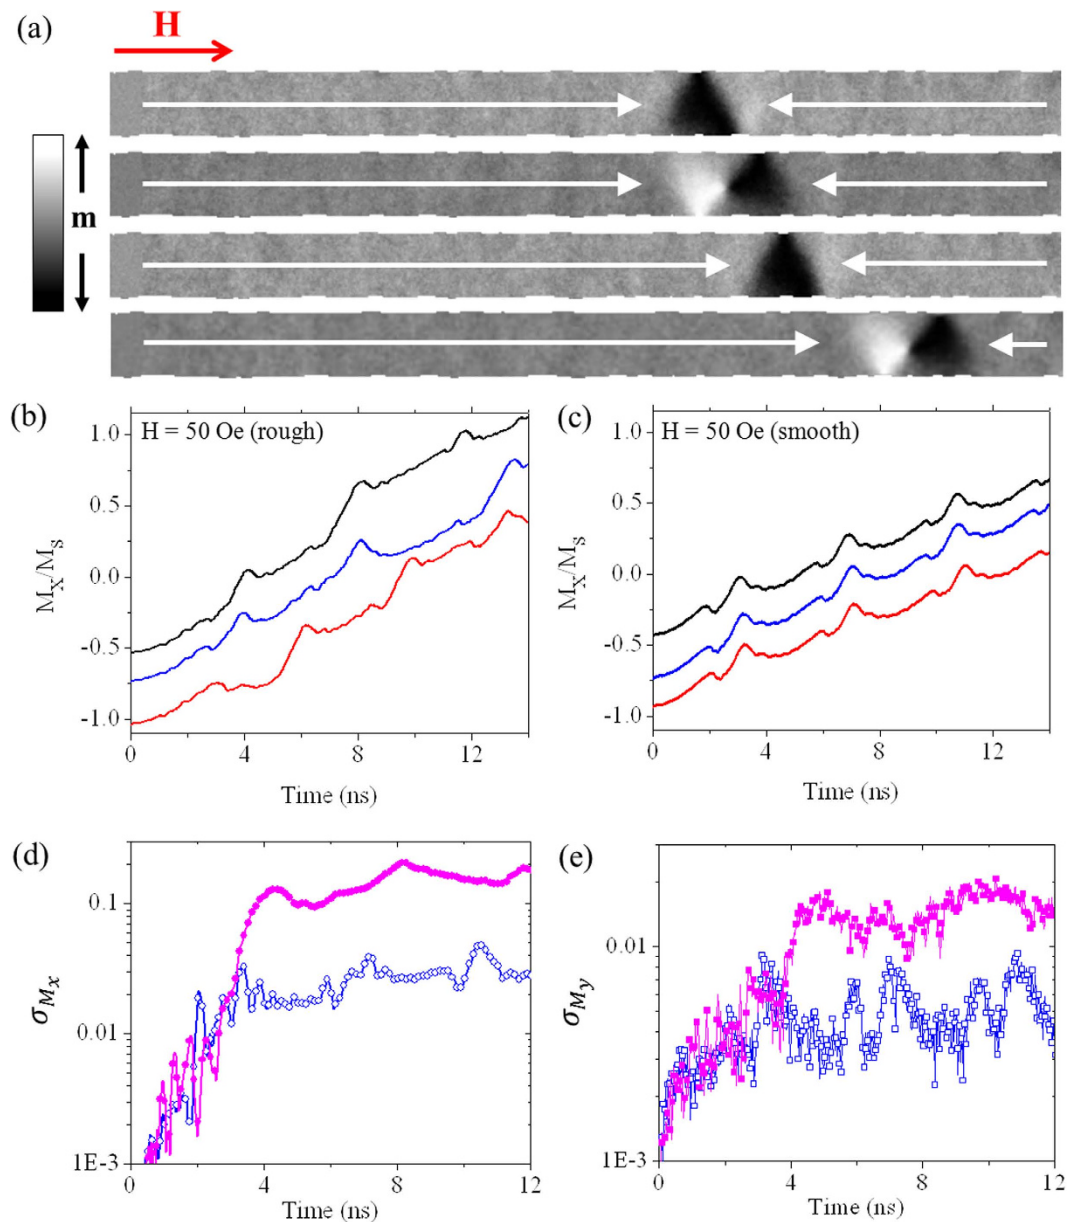 (a)
H
m
(b)
H = 50 Oe (rough)
1.0
0.5
0.0
-0.5
-1.0
M_X/M_S
0 4 8 12
Time (ns)
(c)
H = 50 Oe (smooth)
1.0
0.5
0.0
-0.5
-1.0
M_X/M_S
0 4 8 12
Time (ns)
(d)
0.1
0.01
1E-3
σ_{M_x}
0 4 8 12
Time (ns)
(e)
0.01
1E-3
σ_{M_y}
0 4 8 12
Time (ns)